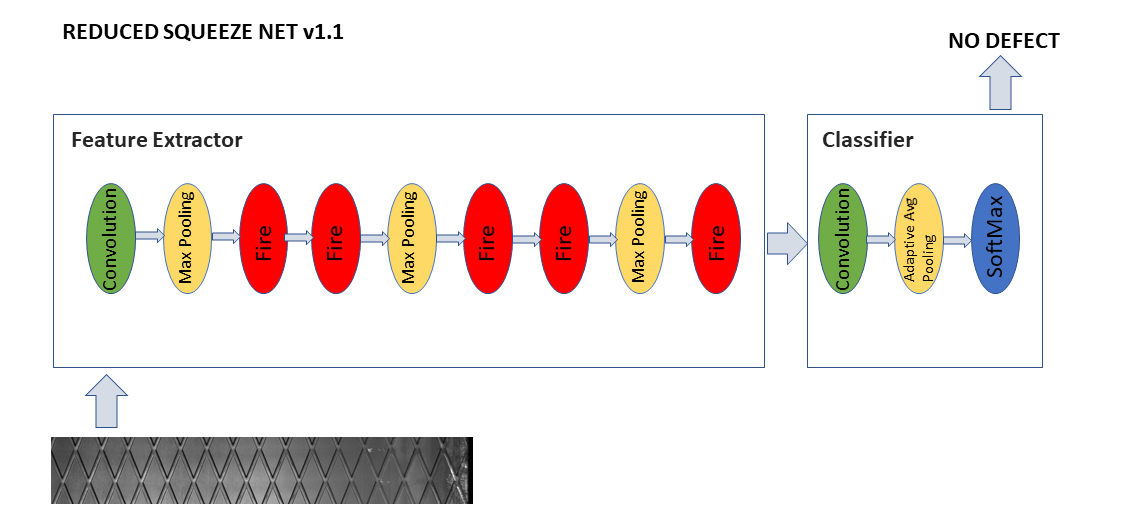 REDUCED SQUEEZE NET v1.1
NO DEFECT
Feature Extractor
Convolution
Max Pooling
Fire
Fire
Max Pooling
Fire
Fire
Max Pooling
Fire
Classifier
Convolution
Adaptive Avg
Pooling
SoftMax